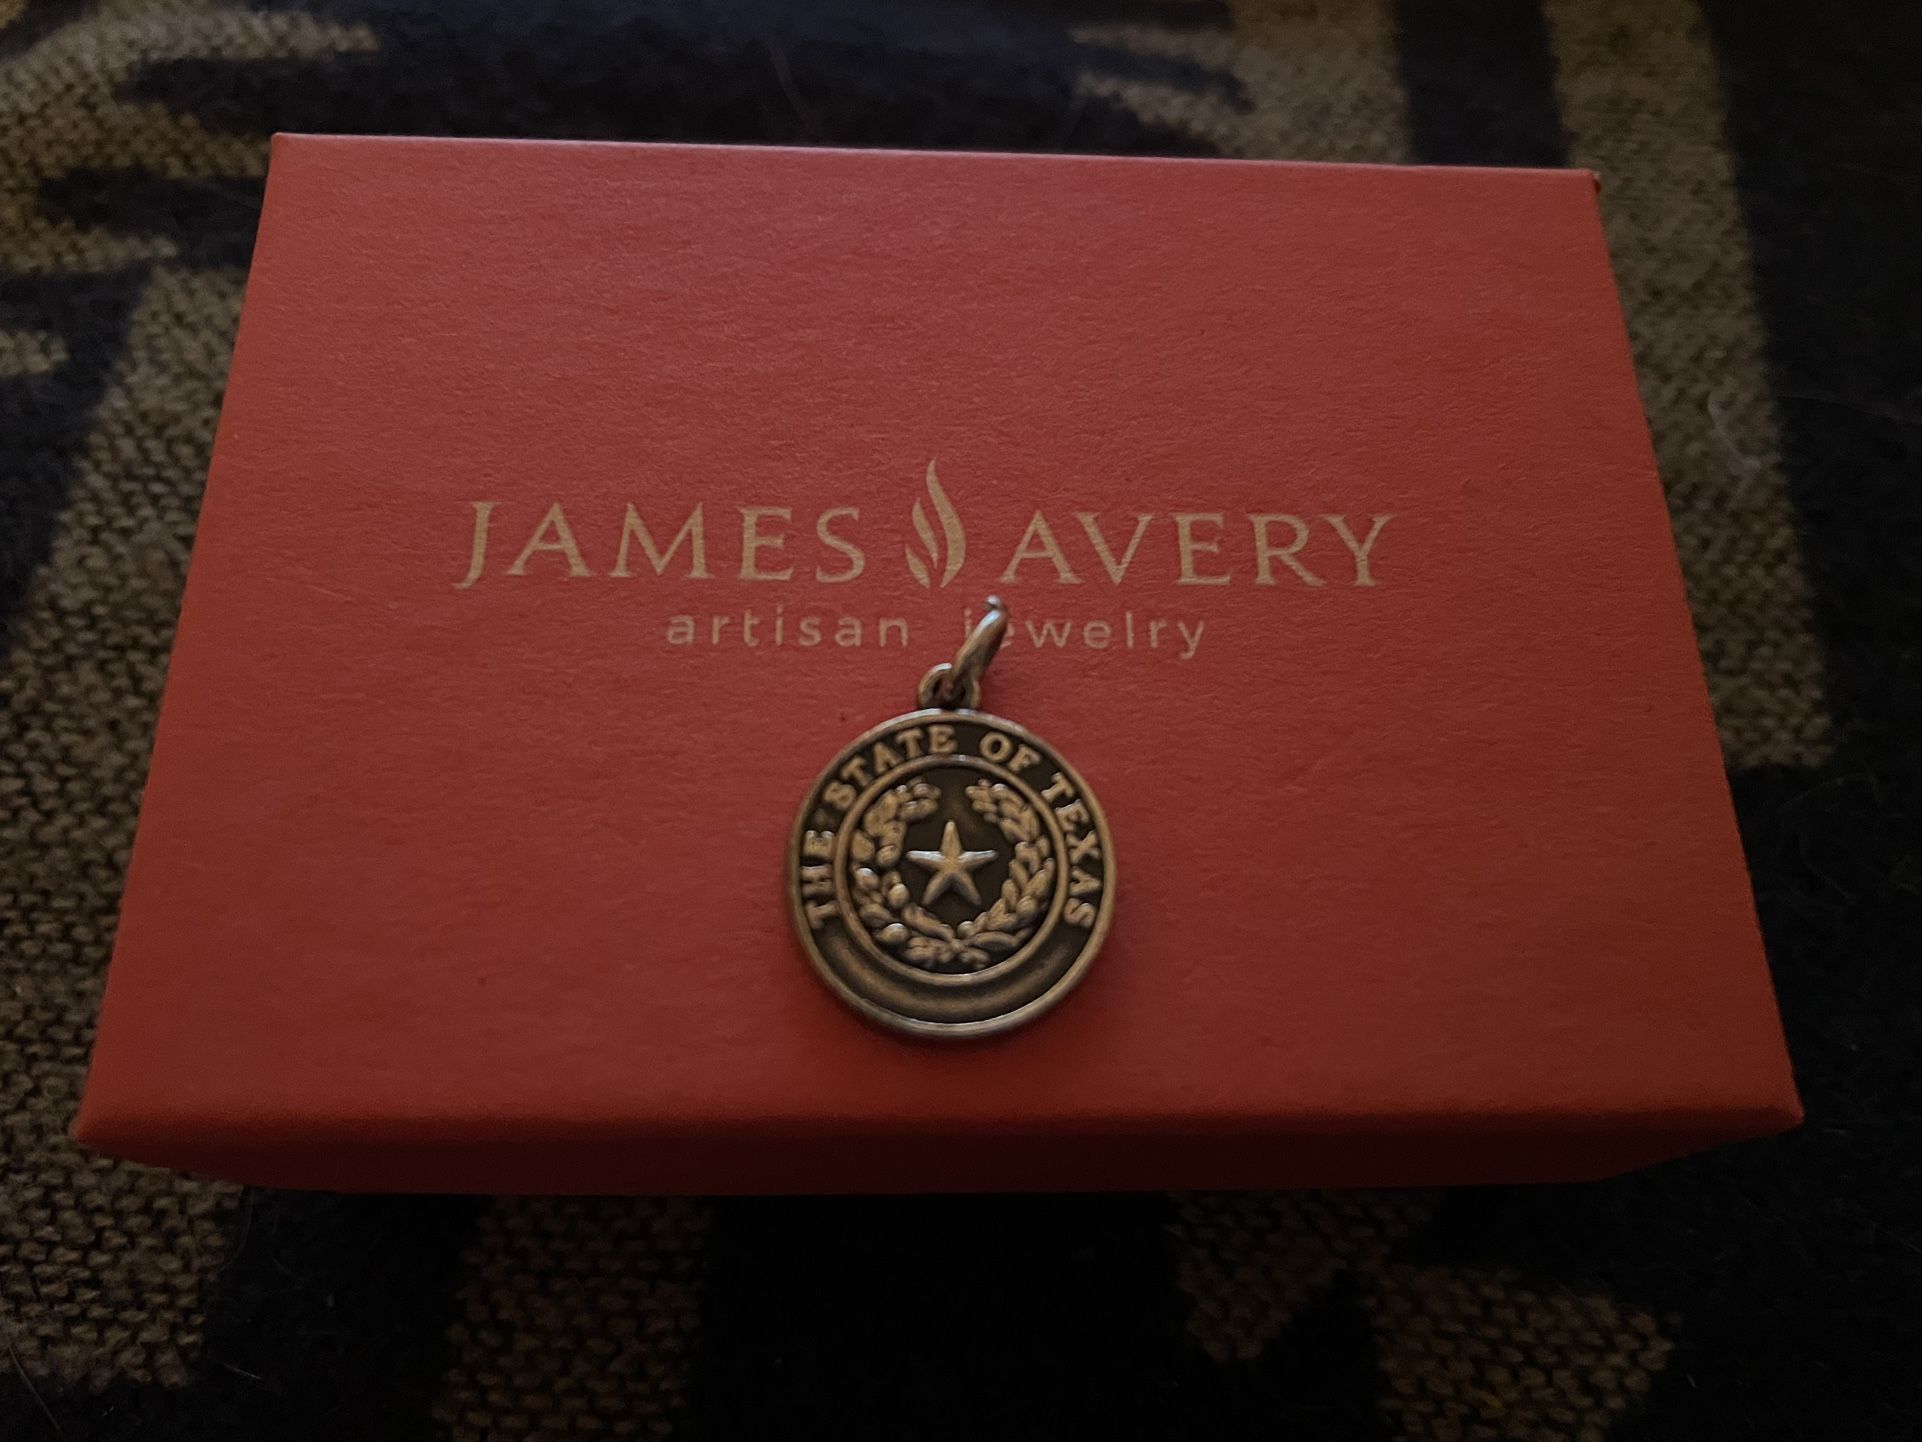 JAMES AVERY
artisan jewelry
THE STATE OF TEXAS